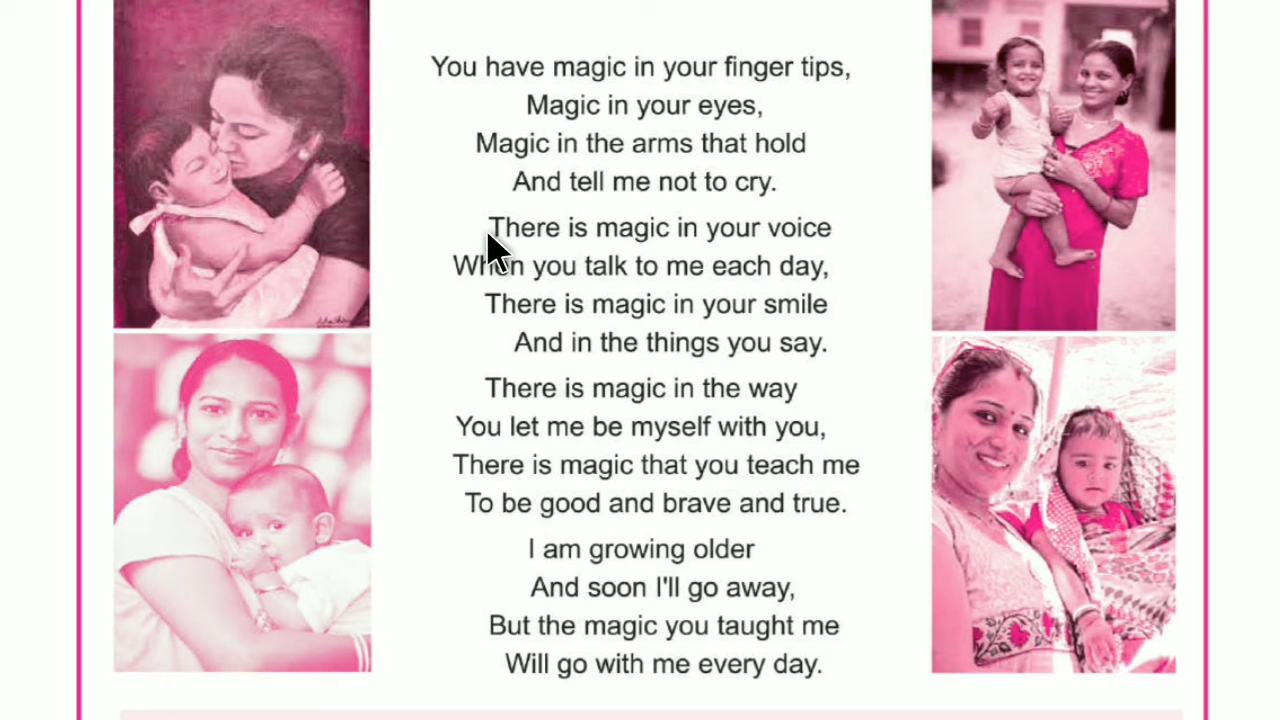 You have magic in your finger tips,
Magic in your eyes,
Magic in the arms that hold
And tell me not to cry.
There is magic in your voice
When you talk to me each day,
There is magic in your smile
And in the things you say.
There is magic in the way
You let me be myself with you,
There is magic that you teach me
To be good and brave and true.
I am growing older
And soon I'll go away,
But the magic you taught me
Will go with me every day.